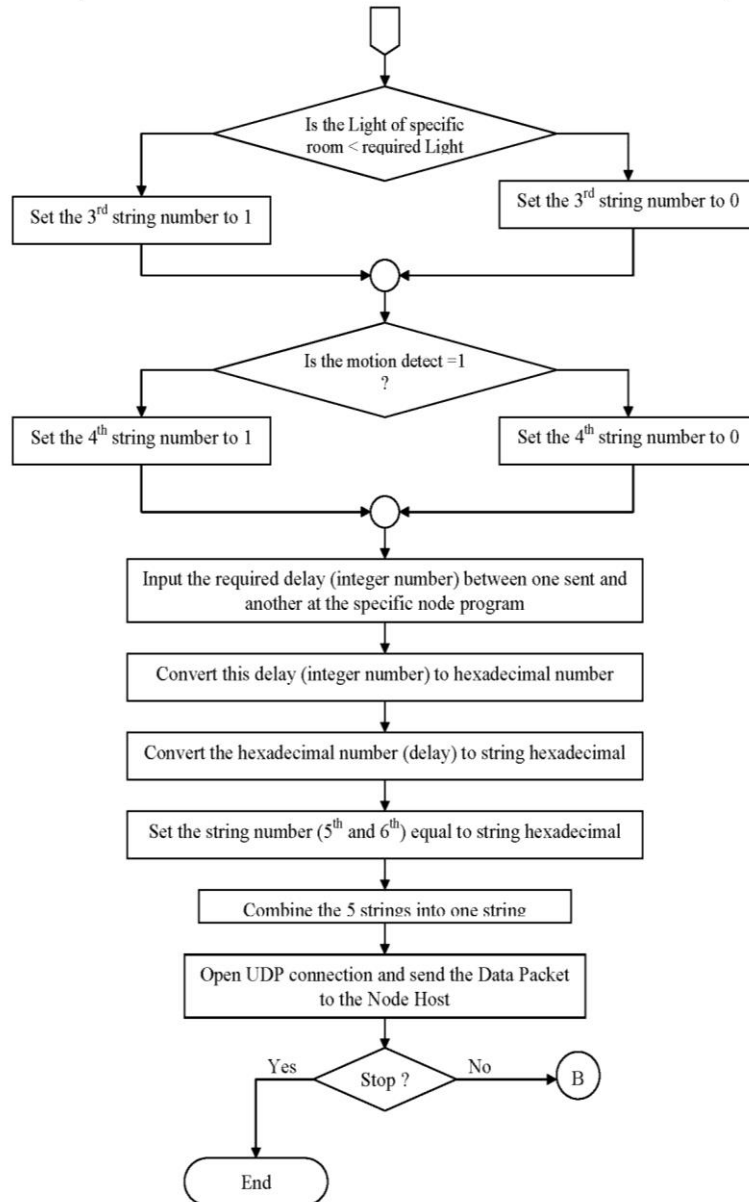 Is the Light of specific
room < required Light
Set the 3rd string number to 1
Set the 3rd string number to 0
Is the motion detect =1
?
Set the 4th string number to 1
Set the 4th string number to 0
Input the required delay (integer number) between one sent and
another at the specific node program
Convert this delay (integer number) to hexadecimal number
Convert the hexadecimal number (delay) to string hexadecimal
Set the string number (5th and 6th) equal to string hexadecimal
Combine the 5 strings into one string
Open UDP connection and send the Data Packet
to the Node Host
Yes
Stop ?
No
B
End